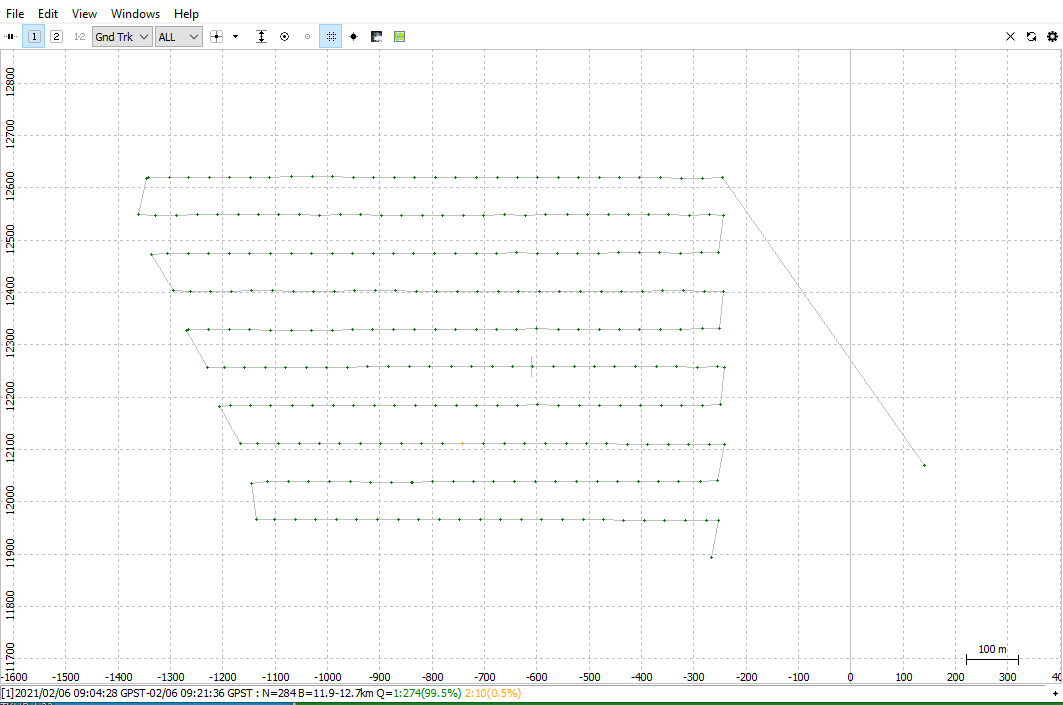 File Edit View Windows Help
1 2 1-2 Gnd Trk ALL
12800
12700
12600
12500
12400
12300
12200
12100
12000
11900
11800
11700
100 m
-1600 -1500 -1400 -1300 -1200 -1100 -1000 -900 -800 -700 -600 -500 -400 -300 -200 -100 0 100 200 300 40
[1]2021/02/06 09:04:28 GPST-02/06 09:21:36 GPST : N=284 B=11.9-12.7km Q=1:274(99.5%) 2:10(0.5%)